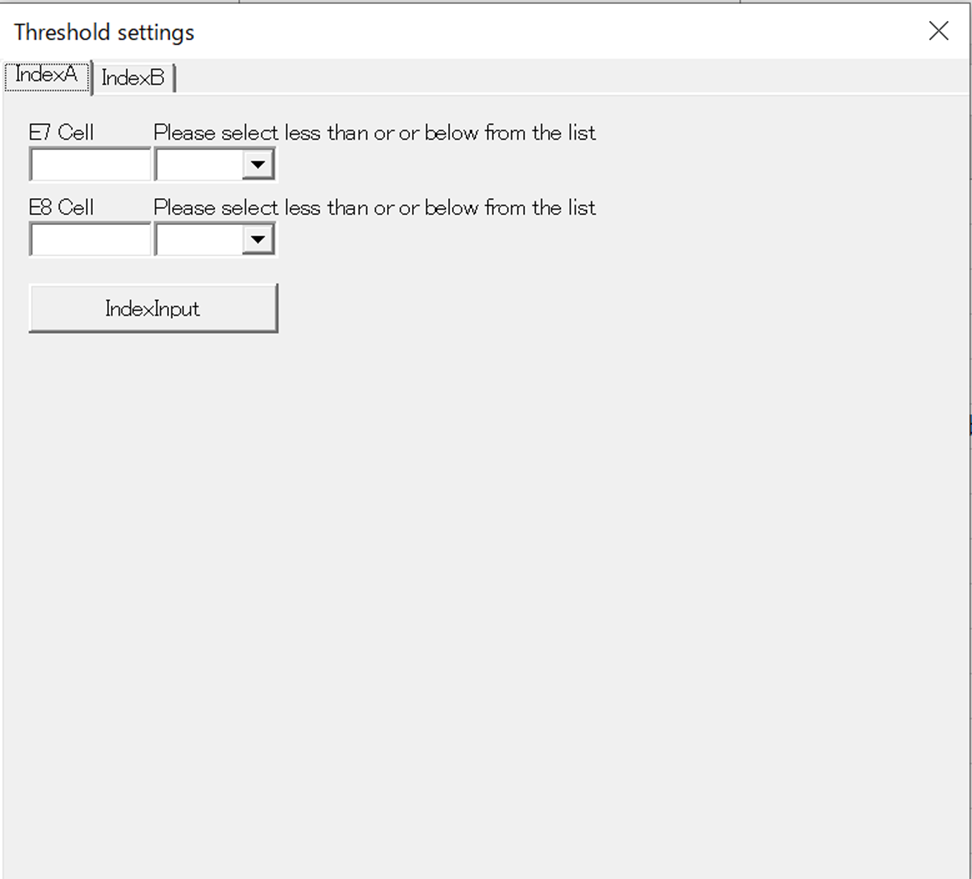 Threshold settings
IndexA IndexB
E7 Cell Please select less than or or below from the list
E8 Cell Please select less than or or below from the list
IndexInput